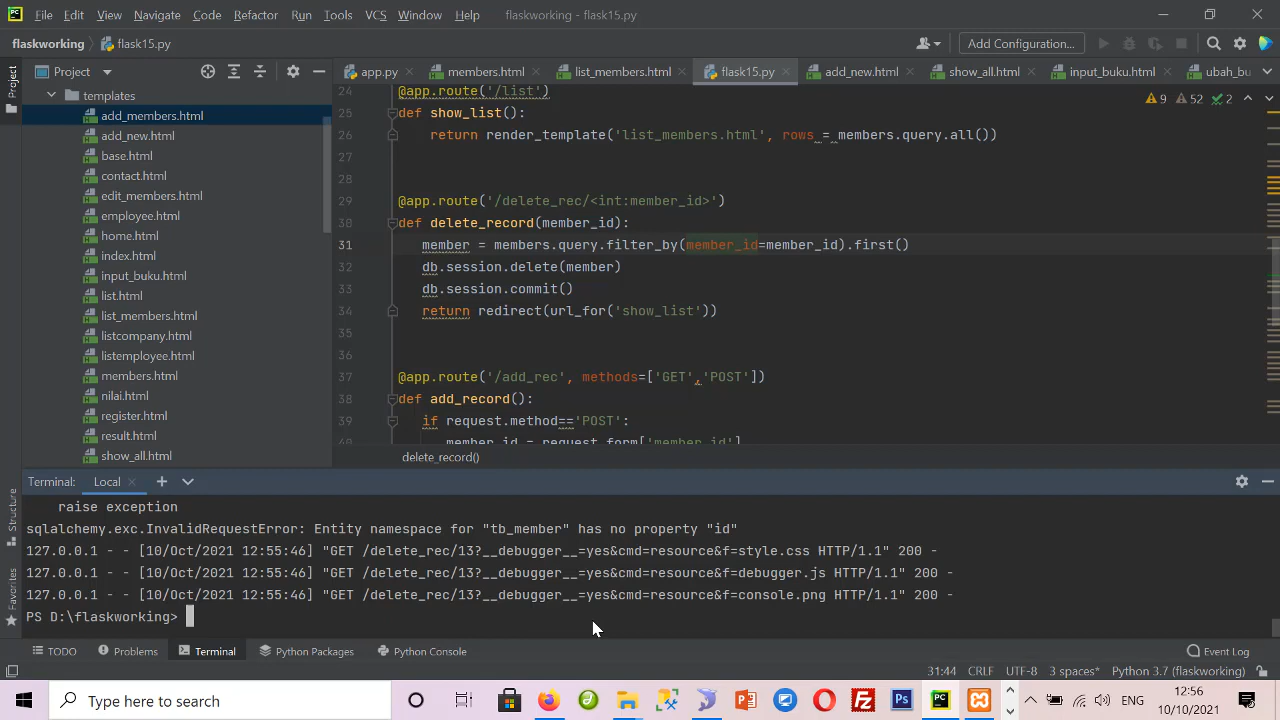 File Edit View Navigate Code Refactor Run Tools VCS Window Help flaskworking - flask15.py
flaskworking flask15.py Add Configuration...
Project Project app.py members.html list_members.html flask15.py add_new.html show_all.html input_buku.html ubah_bu
templates 24 @app.route('/list') 9 52 2
add_members.html 25 def show_list():
add_new.html 26 return render_template('list_members.html', rows = members.query.all())
base.html 27
contact.html 28
edit_members.html 29 @app.route('/delete_rec/<int:member_id>')
employee.html 30 def delete_record(member_id):
home.html 31 member = members.query.filter_by(member_id=member_id).first()
index.html 32 db.session.delete(member)
input_buku.html 33 db.session.commit()
list.html 34 return redirect(url_for('show_list'))
list_members.html 35
listcompany.html
listemployee.html 36
members.html 37 @app.route('/add_rec', methods=['GET','POST'])
nilai.html 38 def add_record():
register.html 39 if request.method=='POST':
result.html 40 member_id = request.form['member_id']
show_all.html delete_record()
Terminal: Local
raise exception
sqlalchemy.exc.InvalidRequestError: Entity namespace for "tb_member" has no property "id"
127.0.0.1 - - [10/Oct/2021 12:55:46] "GET /delete_rec/13?__debugger__=yes&cmd=resource&f=style.css HTTP/1.1" 200 -
127.0.0.1 - - [10/Oct/2021 12:55:46] "GET /delete_rec/13?__debugger__=yes&cmd=resource&f=debugger.js HTTP/1.1" 200 -
127.0.0.1 - - [10/Oct/2021 12:55:46] "GET /delete_rec/13?__debugger__=yes&cmd=resource&f=console.png HTTP/1.1" 200 -
PS D:\flaskworking>
Structure
Favorites
TODO Problems Terminal Python Packages Python Console Event Log
31:44 CRLF UTF-8 3 spaces* Python 3.7 (flaskworking)
Type here to search ENG 12:56
10/10/2021